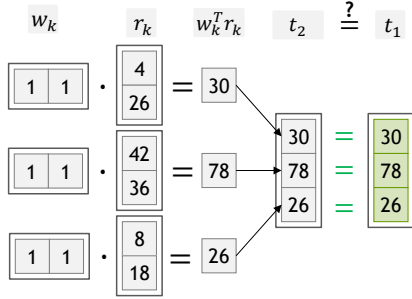 w_k r_k w_k^T r_k t_2 ≟ t_1
1 1 · 4 26 = 30
1 1 · 42 36 = 78
1 1 · 8 18 = 26
30 = 30
78 = 78
26 = 26